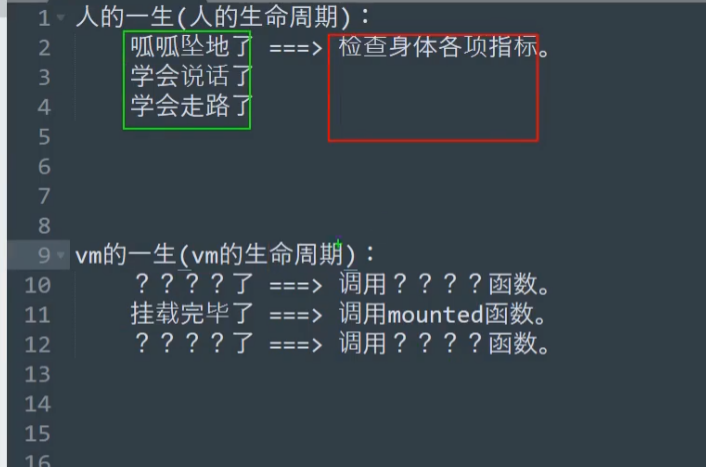 1 人的一生(人的生命周期)：
2 呱呱坠地了 ===> 检查身体各项指标。
3 学会说话了
4 学会走路了
5
6
7
8
9 vm的一生(vm的生命周期)：
10 ？？？？了 ===> 调用？？？？函数。
11 挂载完毕了 ===> 调用mounted函数。
12 ？？？？了 ===> 调用？？？？函数。
13
14
15
16